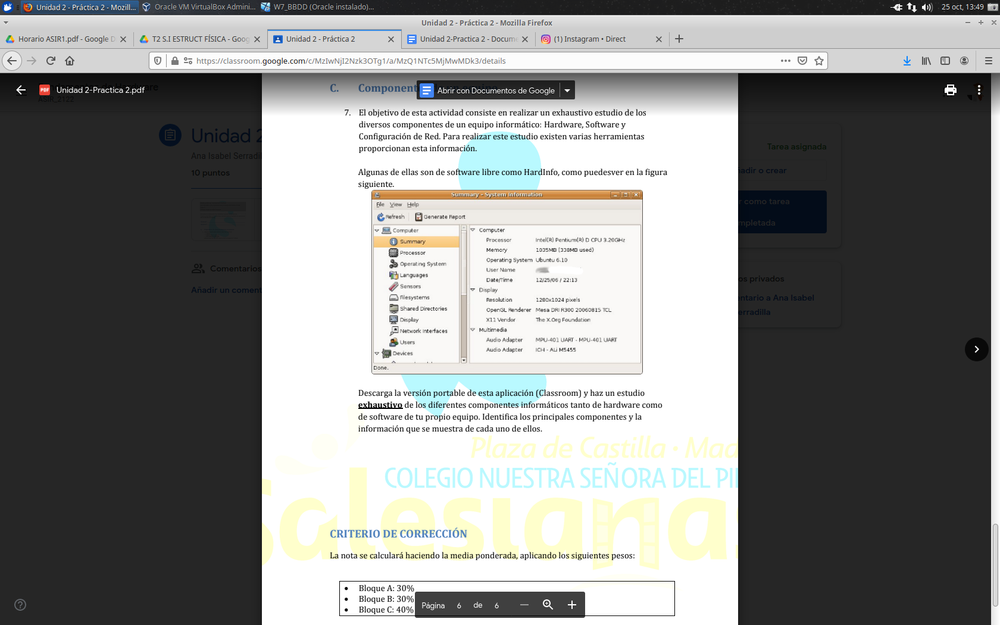 Unidad 2 - Práctica 2 - Mozill...
Oracle VM VirtualBox Admini...
W7_BBDD (Oracle instalado)...
25 oct, 13:49
Unidad 2 - Práctica 2 - Mozilla Firefox
Horario ASIR1.pdf - Google D
T2 S.I ESTRUCT FÍSICA - Goog
Unidad 2 - Práctica 2
Unidad 2-Practica 2 - Docume
(1) Instagram • Direct
https://classroom.google.com/c/MzIwNjI2Nzk3OTg1/a/MzQ1NTc5MjMwMDk3/details
PDF
Unidad 2-Practica 2.pdf
Abrir con Documentos de Google
ASIR_2122
C. Component
7. El objetivo de esta actividad consiste en realizar un exhaustivo estudio de los
diversos componentes de un equipo informático: Hardware, Software y
Configuración de Red. Para realizar este estudio existen varias herramientas
proporcionan esta información.
Algunas de ellas son de software libre como HardInfo, como puedesver en la figura
siguiente.
Unidad 2
Ana Isabel Serradil
10 puntos
Comentarios
Añadir un coment
Tarea asignada
adir o crear
r como tarea
mpletada
os privados
entario a Ana Isabel
erradilla
Summary - System Information
File View Help
Refresh Generate Report
Computer
Summary
Processor
Operating System
Languages
Sensors
Filesystems
Shared Directories
Display
Network Interfaces
Users
Devices
Computer
Processor Intel(R) Pentium(R) D CPU 3.20GHz
Memory 1035MB (338MB used)
Operating System Ubuntu 6.10
User Name
Date/Time 12/25/06 / 22:13
Display
Resolution 1280x1024 pixels
OpenGL Renderer Mesa DRI R300 20060815 TCL
X11 Vendor The X.Org Foundation
Multimedia
Audio Adapter MPU-401 UART - MPU-401 UART
Audio Adapter ICH - ALi M5455
Done.
Descarga la versión portable de esta aplicación (Classroom) y haz un estudio
exhaustivo de los diferentes componentes informáticos tanto de hardware como
de software de tu propio equipo. Identifica los principales componentes y la
información que se muestra de cada uno de ellos.
Plaza de Castilla • Mad
COLEGIO NUESTRA SEÑORA DEL PI
Salesianas
CRITERIO DE CORRECCIÓN
La nota se calculará haciendo la media ponderada, aplicando los siguientes pesos:
• Bloque A: 30%
• Bloque B: 30%
• Bloque C: 40%
Página 6 de 6